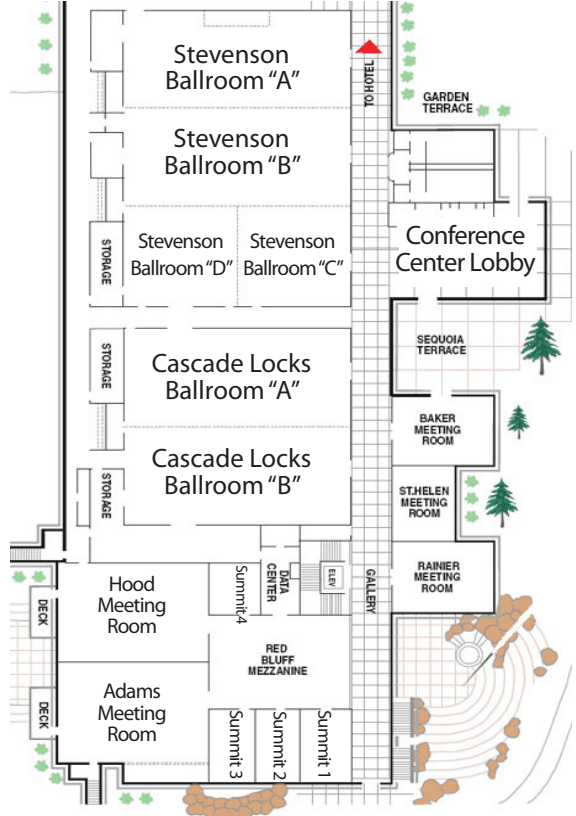 Stevenson
Ballroom “A”
TO HOTEL
GARDEN
TERRACE
Stevenson
Ballroom “B”
STORAGE
Stevenson
Ballroom “D”
Stevenson
Ballroom “C”
Conference
Center Lobby
STORAGE
Cascade Locks
Ballroom “A”
SEQUOIA
TERRACE
BAKER
MEETING
ROOM
Cascade Locks
Ballroom “B”
STORAGE
ST.HELEN
MEETING
ROOM
Hood
Meeting
Room
Summit4
DATA
CENTER
ELEV
GALLERY
RAINIER
MEETING
ROOM
DECK
RED
BLUFF
MEZZANINE
Adams
Meeting
Room
DECK
Summit 3
Summit 2
Summit 1